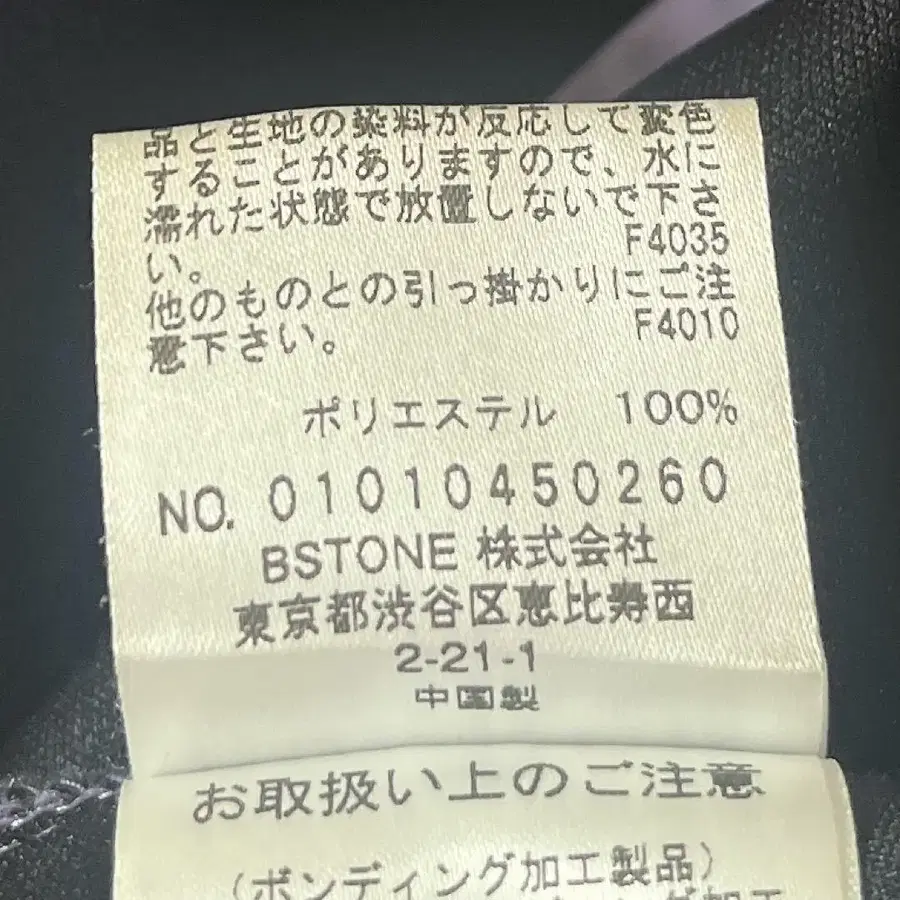 品と生地の染料が反応して変色
することがありますので、水に
濡れた状態で放置しないで下さ
い。 F4035
他のものとの引っ掛かりにご注
意下さい。 F4010
ポリエステル 100%
NO. 01010450260
BSTONE 株式会社
東京都渋谷区恵比寿西
2-21-1
中国製
お取扱い上のご注意
(ボンディング加工製品)